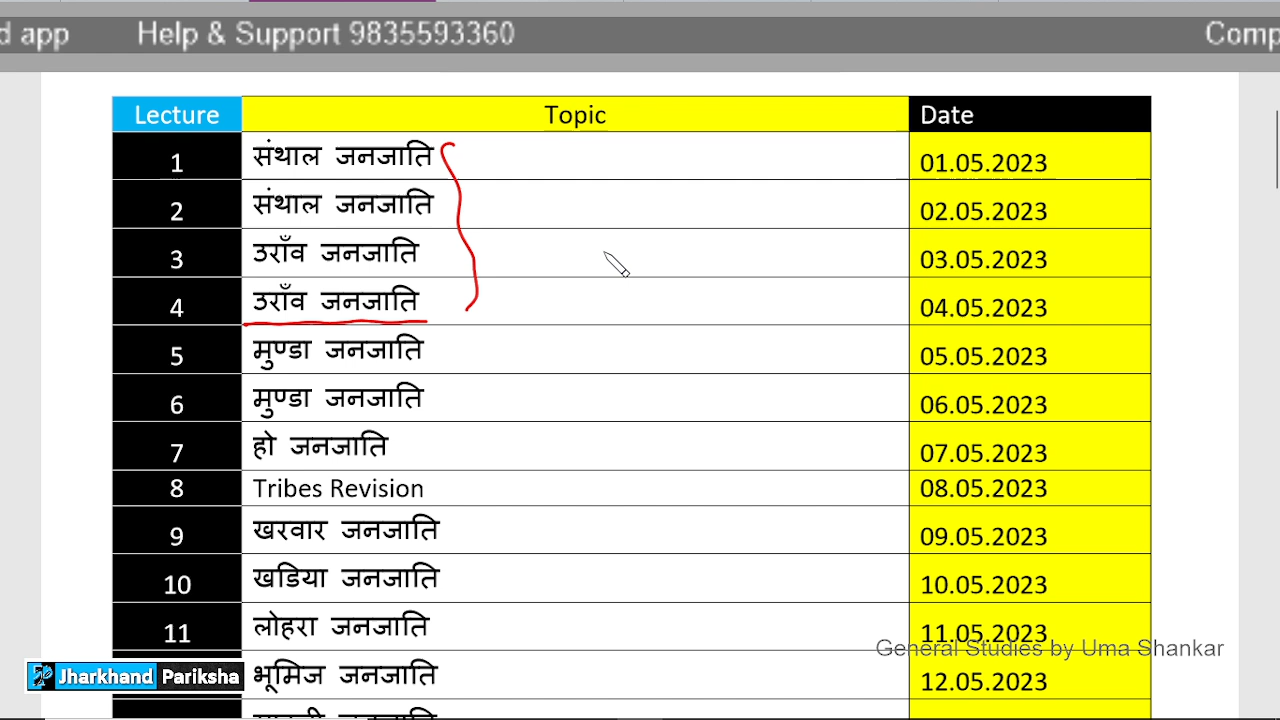 d app Help & Support 9835593360 Comp
Lecture Topic Date
1 संथाल जनजाति 01.05.2023
2 संथाल जनजाति 02.05.2023
3 उराँव जनजाति 03.05.2023
4 उराँव जनजाति 04.05.2023
5 मुण्डा जनजाति 05.05.2023
6 मुण्डा जनजाति 06.05.2023
7 हो जनजाति 07.05.2023
8 Tribes Revision 08.05.2023
9 खरवार जनजाति 09.05.2023
10 खडिया जनजाति 10.05.2023
11 लोहरा जनजाति 11.05.2023
General Studies by Uma Shankar
Jharkhand Pariksha भूमिज जनजाति 12.05.2023